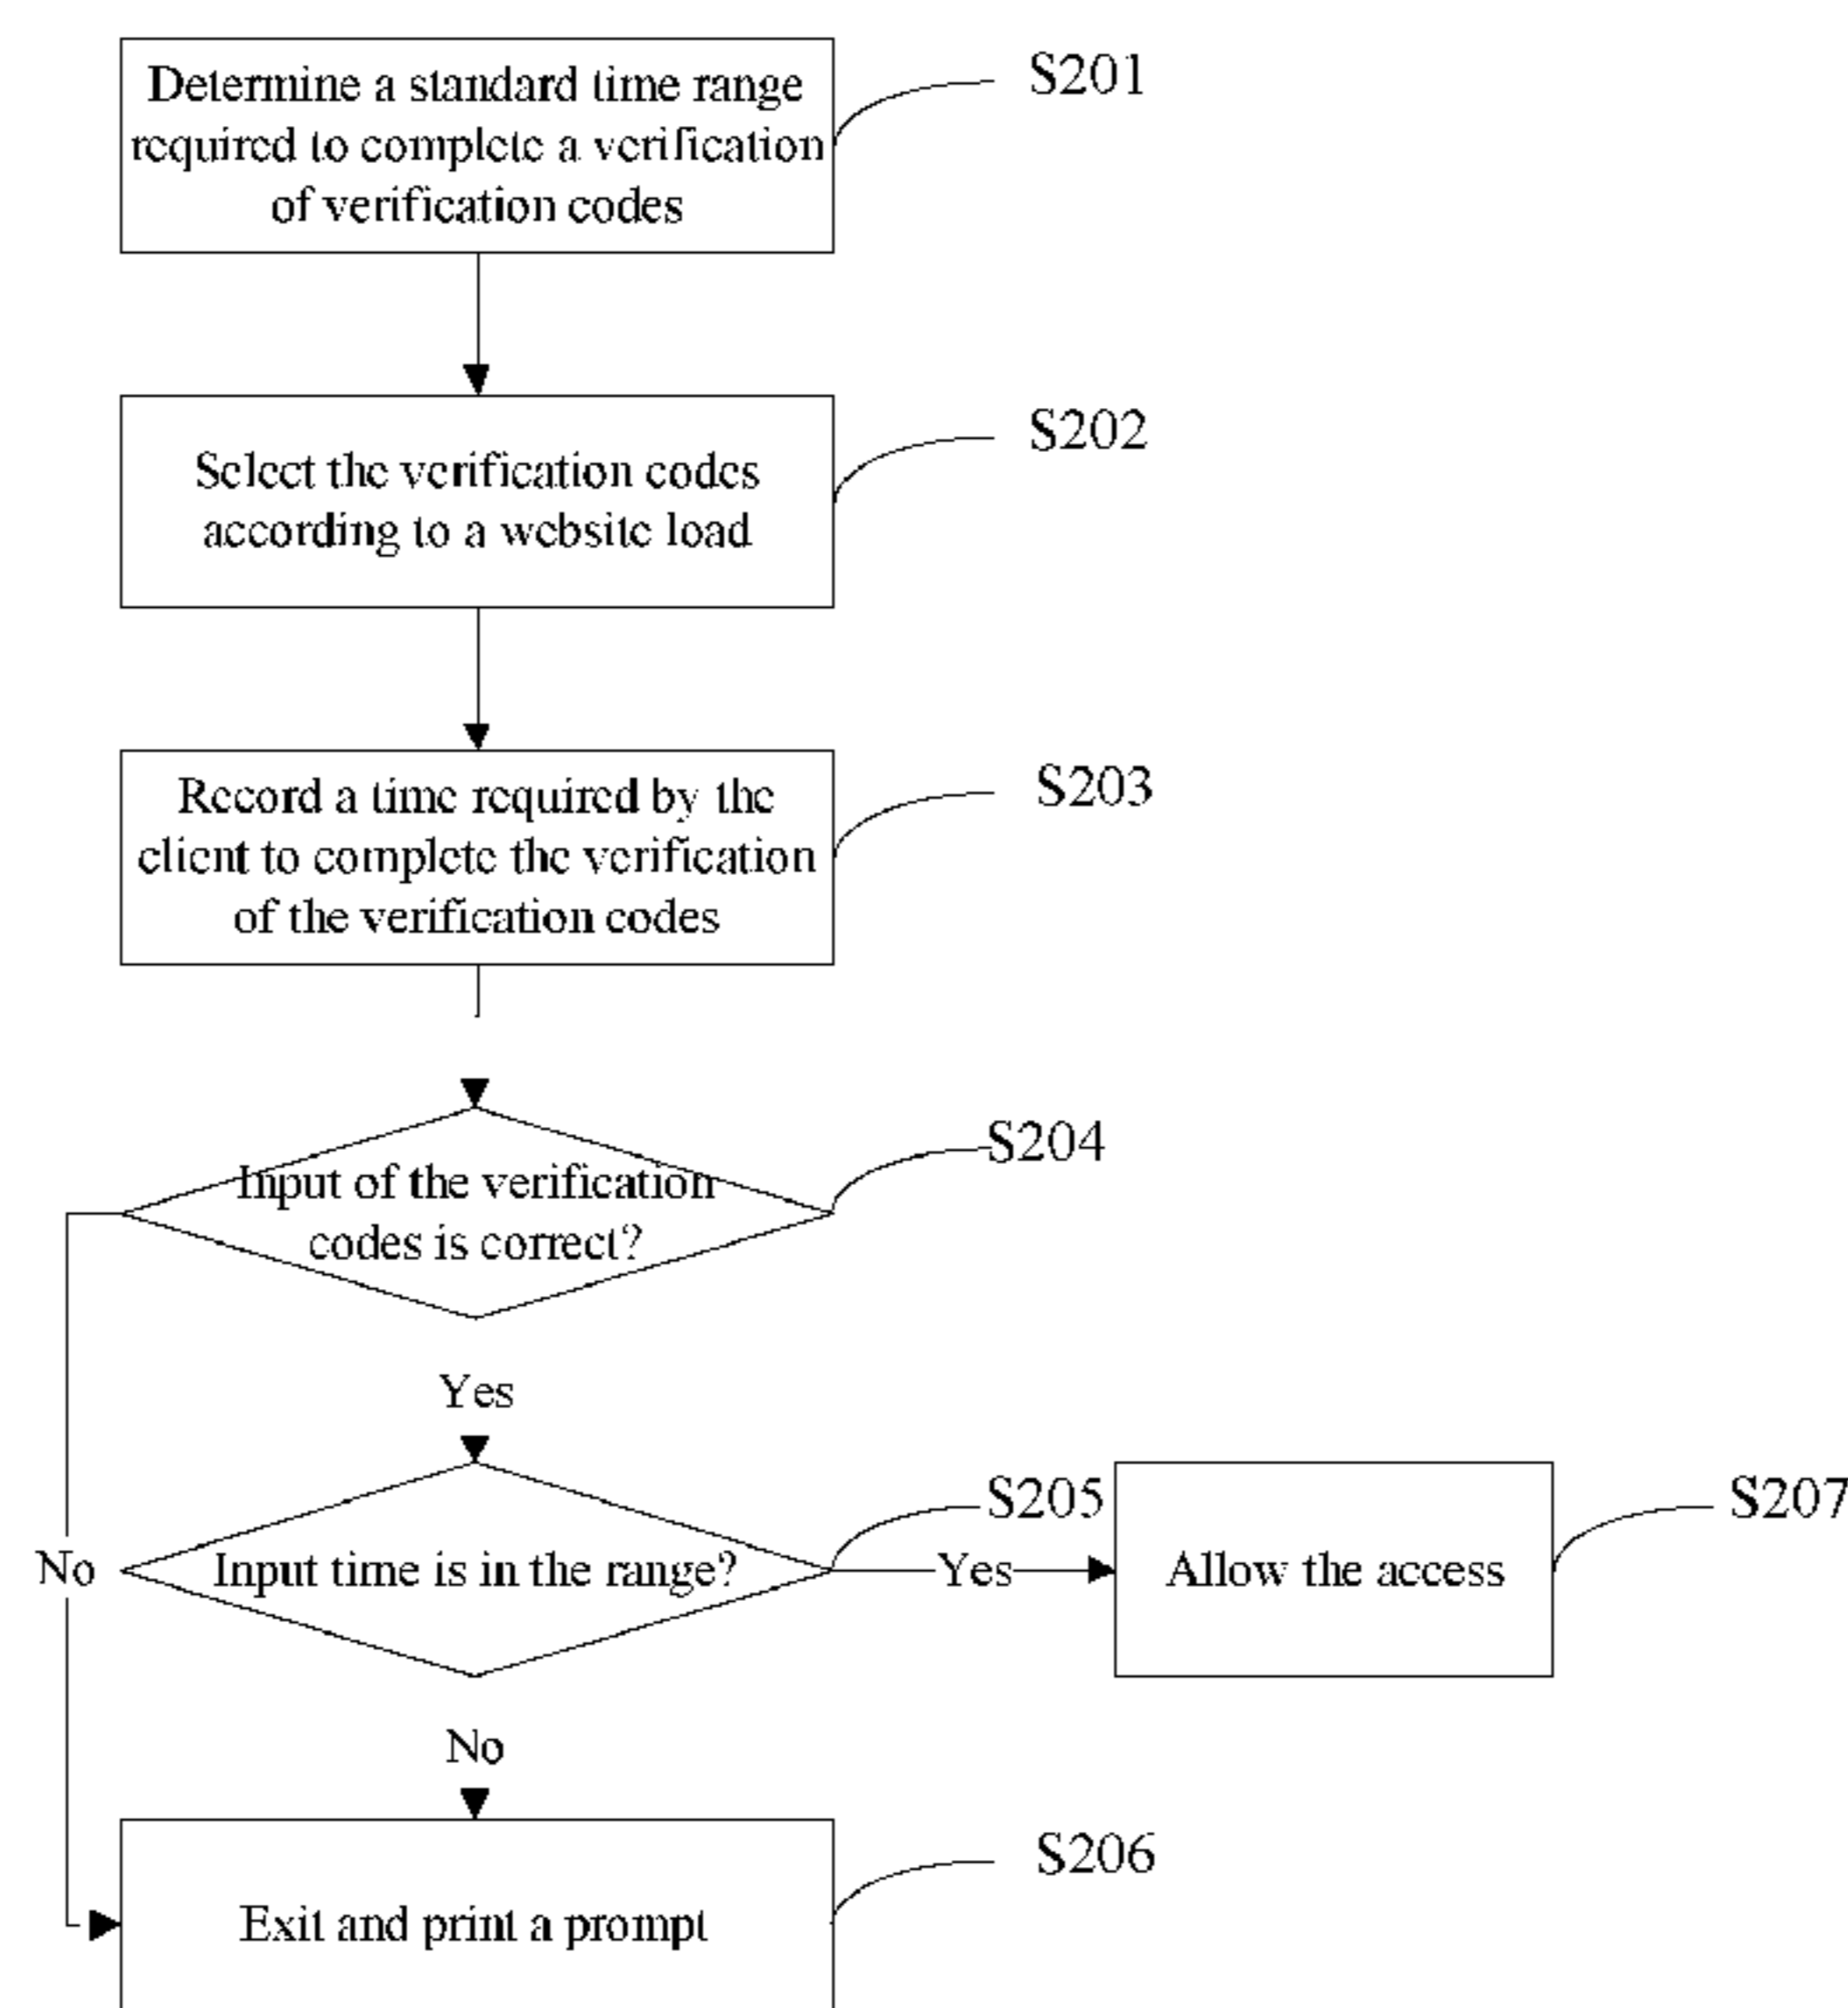 Determine a standard time range
required to complete a verification
of verification codes
S201
Select the verification codes
according to a website load
S202
Record a time required by the
client to complete the verification
of the verification codes
S203
Input of the verification
codes is correct?
S204
Yes
Input time is in the range?
S205
Yes
Allow the access
S207
No
No
Exit and print a prompt
S206